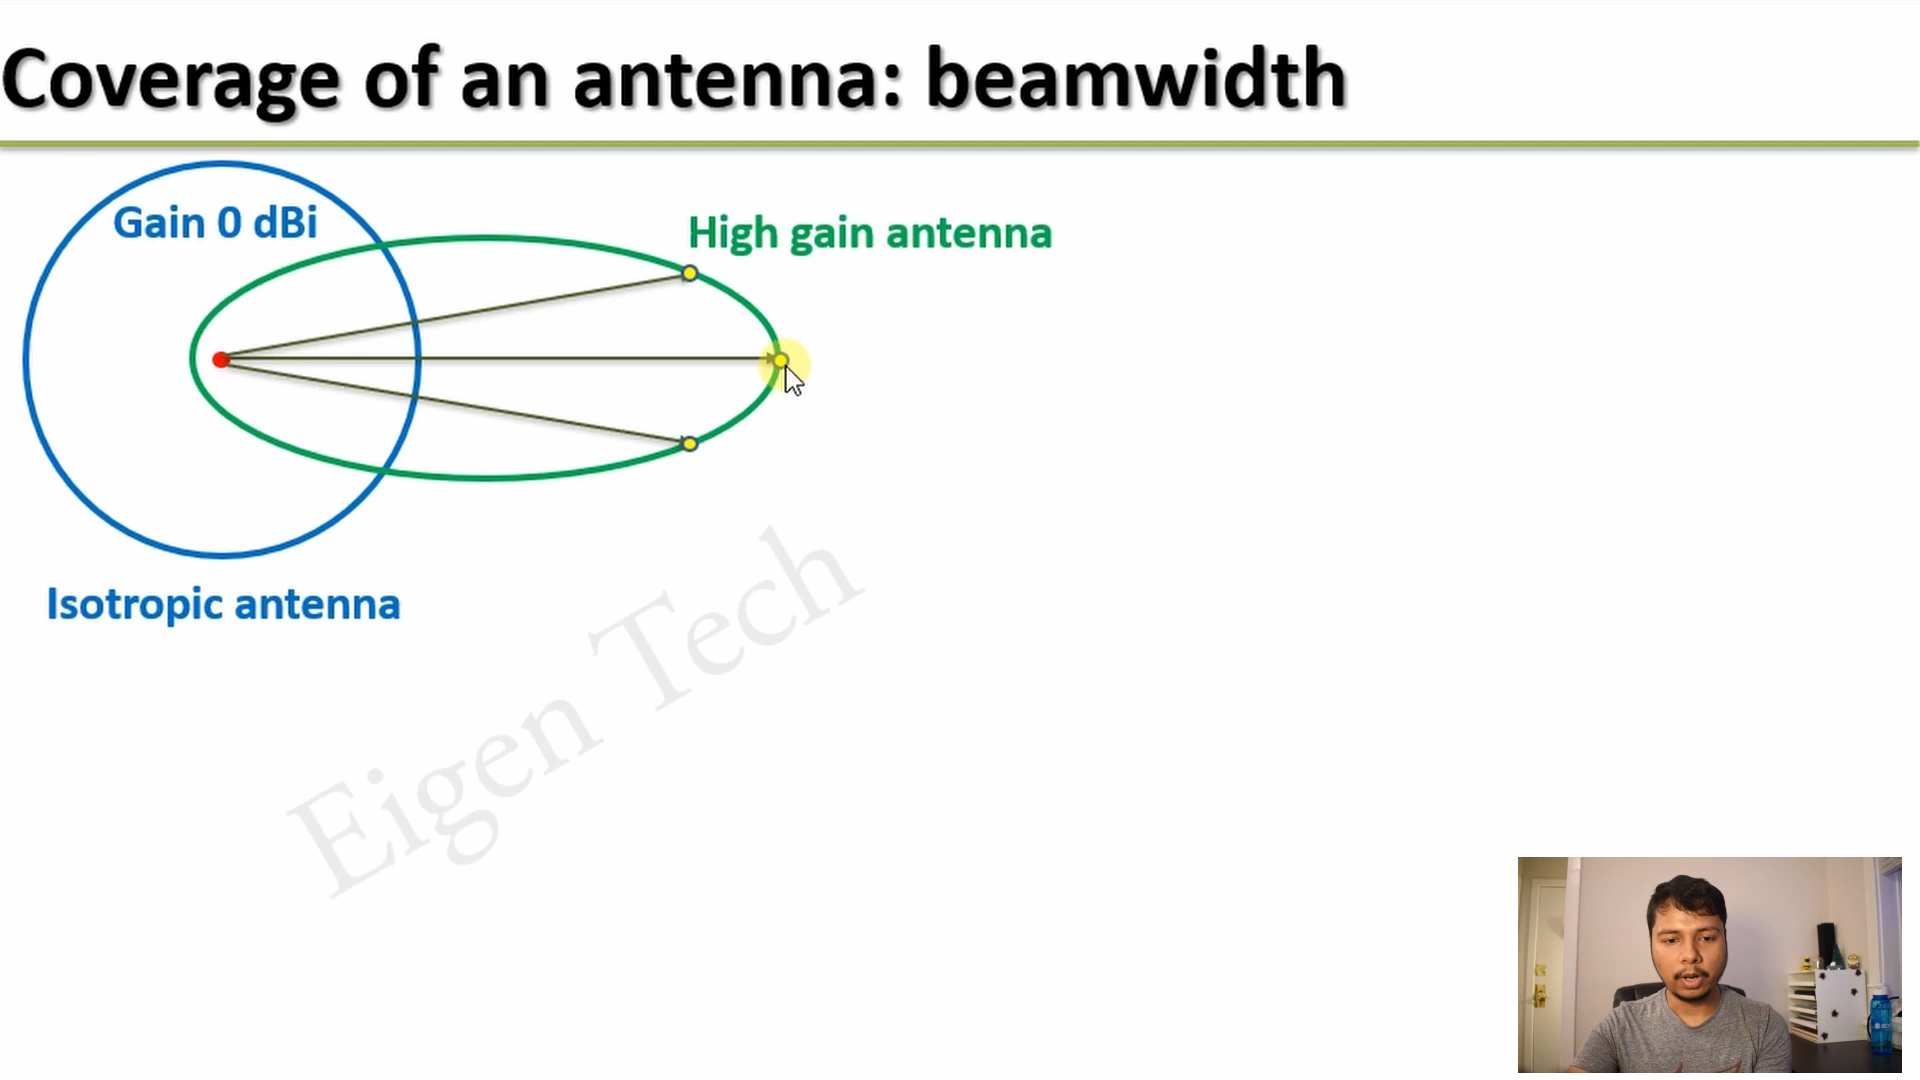 Coverage of an antenna: beamwidth
Gain 0 dBi
High gain antenna
Isotropic antenna
Eigen Tech